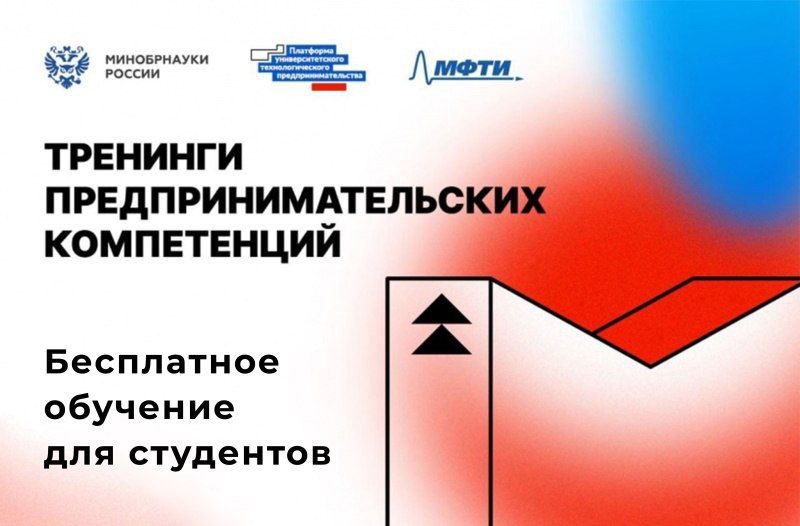 МИНОБРНАУКИ
РОССИИ
Платформа
университетского
технологического
предпринимательства
МФТИ
ТРЕНИНГИ
ПРЕДПРИНИМАТЕЛЬСКИХ
КОМПЕТЕНЦИЙ
Бесплатное
обучение
для студентов